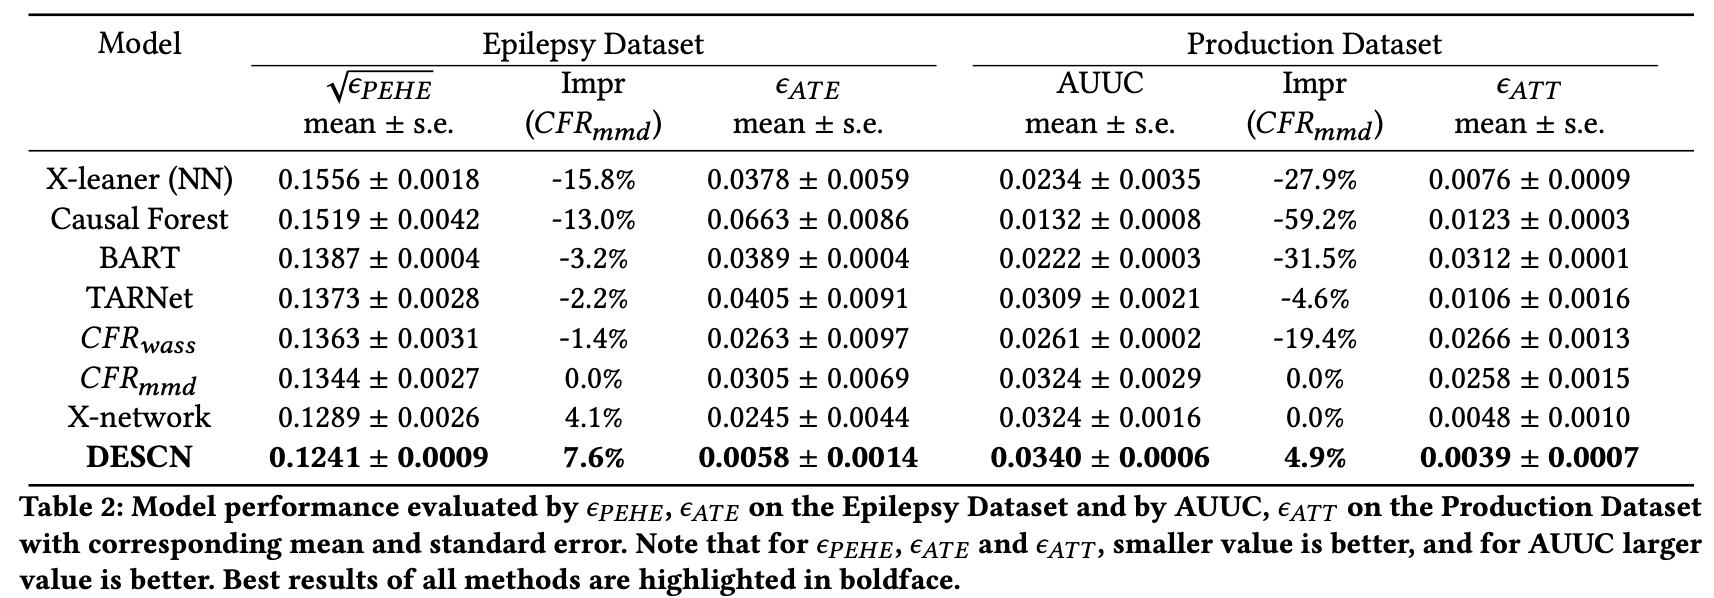 Model Epilepsy Dataset Production Dataset
√ϵPEHE Impr ϵATE AUUC Impr ϵATT
mean ± s.e. (CFRmmd) mean ± s.e. mean ± s.e. (CFRmmd) mean ± s.e.
X-leaner (NN) 0.1556 ± 0.0018 -15.8% 0.0378 ± 0.0059 0.0234 ± 0.0035 -27.9% 0.0076 ± 0.0009
Causal Forest 0.1519 ± 0.0042 -13.0% 0.0663 ± 0.0086 0.0132 ± 0.0008 -59.2% 0.0123 ± 0.0003
BART 0.1387 ± 0.0004 -3.2% 0.0389 ± 0.0004 0.0222 ± 0.0003 -31.5% 0.0312 ± 0.0001
TARNet 0.1373 ± 0.0028 -2.2% 0.0405 ± 0.0091 0.0309 ± 0.0021 -4.6% 0.0106 ± 0.0016
CFRwass 0.1363 ± 0.0031 -1.4% 0.0263 ± 0.0097 0.0261 ± 0.0002 -19.4% 0.0266 ± 0.0013
CFRmmd 0.1344 ± 0.0027 0.0% 0.0305 ± 0.0069 0.0324 ± 0.0029 0.0% 0.0258 ± 0.0015
X-network 0.1289 ± 0.0026 4.1% 0.0245 ± 0.0044 0.0324 ± 0.0016 0.0% 0.0048 ± 0.0010
DESCN 0.1241 ± 0.0009 7.6% 0.0058 ± 0.0014 0.0340 ± 0.0006 4.9% 0.0039 ± 0.0007
Table 2: Model performance evaluated by ϵPEHE, ϵATE on the Epilepsy Dataset and by AUUC, ϵATT on the Production Dataset
with corresponding mean and standard error. Note that for ϵPEHE, ϵATE and ϵATT, smaller value is better, and for AUUC larger
value is better. Best results of all methods are highlighted in boldface.